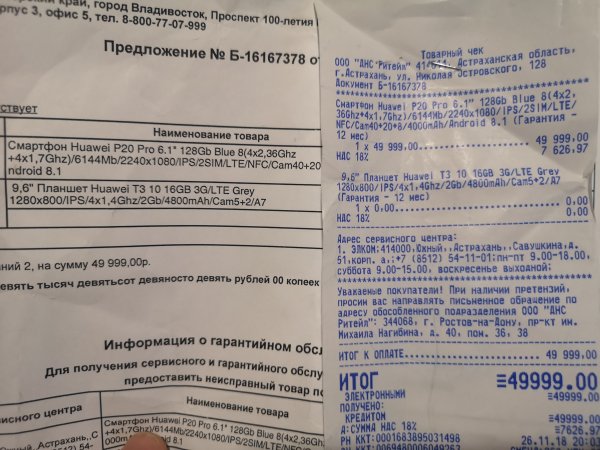 край, город Владивосток, Проспект 100-летия
корпус 3, офис 5, тел. 8-800-77-07-999
Предложение № Б-16167378 от
ствует
Наименование товара
Смартфон Huawei P20 Pro 6.1" 128Gb Blue 8(4x2,36Ghz
+4x1,7Ghz)/6144Mb/2240x1080/IPS/2SIM/LTE/NFC/Cam40+20
ndroid 8.1
9,6" Планшет Huawei T3 10 16GB 3G/LTE Grey
1280x800/IPS/4x1,4Ghz/2Gb/4800mAh/Cam5+2/A7
аний 2, на сумму 49 999,00р.
евять тысяч девятьсот девяносто девять рублей 00 копеек
Информация о гарантийном обсл
Для получения сервисного и гарантийного обслу
предоставить неисправный товар по
висного центра
Наименование товара
Южный,,Астрахань,,С
54-
Смартфон Huawei P20 Pro 6.1" 128Gb Blue 8(4x2,36Gh
+4x1,7Ghz)/6144Mb/2240x1080/IPS/2SIM/LTE/NFC
8.1
Товарный чек
ООО "ДНС Ритейл" Астраханская область,
г.Астрахань, ул. Николая Островского, 128
Документ Б-16167378
Смартфон Huawei P20 Pro 6.1" 128Gb Blue 8(4x2,
36Ghz+4x1,7Ghz)/6144Mb/2240x1080/IPS/2SIM/LTE/
NFC/Cam40+20+8/4000mAh/Android 8.1 (Гарантия -
12 мес)
1 x 49 999,00 49 999,00
НДС 18% 7 626,97
9,6" Планшет Huawei T3 10 16GB 3G/LTE Grey
1280x800/IPS/4x1,4Ghz/2Gb/4800mAh/Cam5+2/A7
(Гарантия - 12 мес)
1 x 0,00 0,00
НДС 18% 0,00
Адрес сервисного центра:
1. ЭЛКОМ:414000,Южный,,Астрахань,,Савушкина,д.
51,корп. а,;+7 (8512) 54-11-01;пн-пт 9.00-18.00,
суббота 9.00-15.00, воскресенье выходной;
Уважаемые покупатели! При наличии претензий,
просим вас направлять письменное обращение по
адресу обособленного подразделения ООО "ДНС
Ритейл": 344068, г. Ростов-на-Дону, пр-кт им.
Михаила Нагибина, д. 40, пом. 36, 38
ИТОГ К ОПЛАТЕ 49 999,00
ИТОГ ≡49999.00
ЭЛЕКТРОННЫМИ ≡49999.00
ПОЛУЧЕНО:
КРЕДИТНОМ ≡49999.00
А:СУММА НДС 18% ≡7626.97
РН ККТ:0001683895031498 26.11.18 20:03